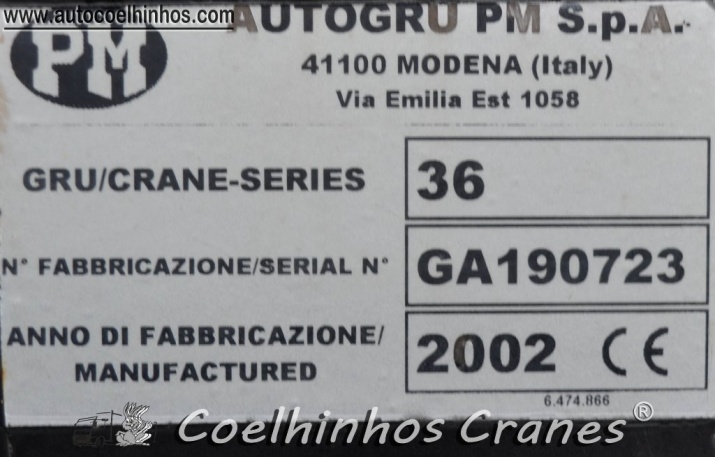 www.autocoelhinhos.com
AUTOGRU PM S.p.A.
PM
41100 MODENA (Italy)
Via Emilia Est 1058
GRU/CRANE-SERIES 36
N° FABBRICAZIONE/SERIAL N° GA190723
ANNO DI FABBRICAZIONE/
MANUFACTURED 2002 CE
6.474.866
Coelhinhos Cranes ®